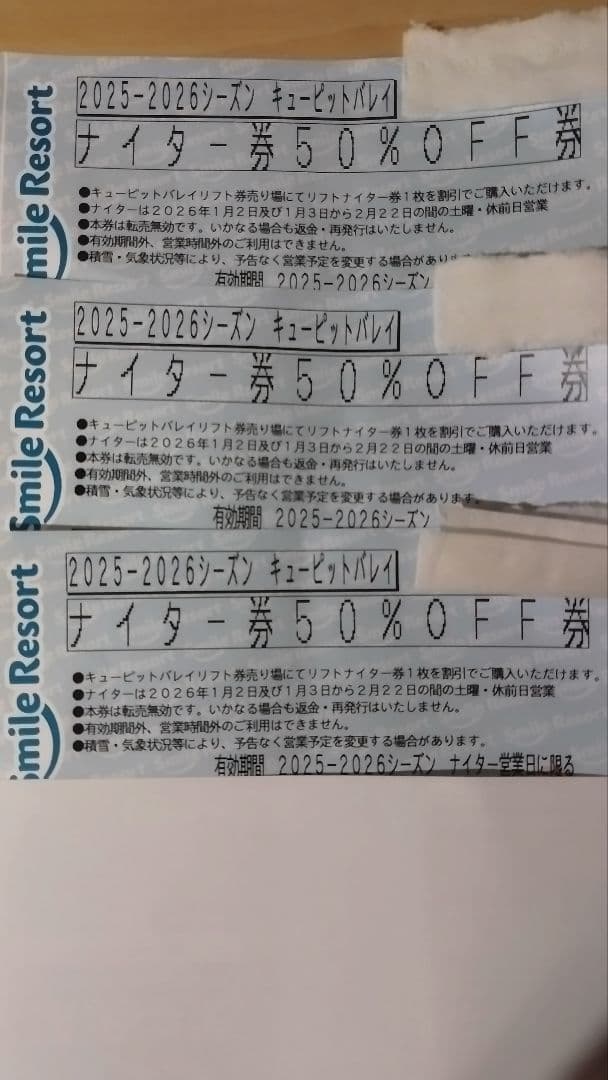 Smile Resort
2025-2026シーズン キューピットバレイ
ナイター券50%OFF券
●キューピットバレイリフト券売り場にてリフトナイター券1枚を割引でご購入いただけます。
●ナイターは2026年1月2日及び1月3日から2月22日の間の土曜・休前日営業
●本券は転売無効です。いかなる場合も返金・再発行はいたしません。
●有効期間外、営業時間外のご利用はできません。
●積雪・気象状況等により、予告なく営業予定を変更する場合があり
有効期間 2025-2026シーズン
Smile Resort
2025-2026シーズン キューピットバレイ
ナイター券50%OFF券
●キューピットバレイリフト券売り場にてリフトナイター券1枚を割引でご購入いただけます。
●ナイターは2026年1月2日及び1月3日から2月22日の間の土曜・休前日営業
●本券は転売無効です。いかなる場合も返金・再発行はいたしません。
●有効期間外、営業時間外のご利用はできません。
●積雪・気象状況等により、予告なく営業予定を変更する場合があります。
有効期間 2025-2026シーズン
Smile Resort
2025-2026シーズン キューピットバレイ
ナイター券50%OFF券
●キューピットバレイリフト券売り場にてリフトナイター券1枚を割引でご購入いただけます。
●ナイターは2026年1月2日及び1月3日から2月22日の間の土曜・休前日営業
●本券は転売無効です。いかなる場合も返金・再発行はいたしません。
●有効期間外、営業時間外のご利用はできません。
●積雪・気象状況等により、予告なく営業予定を変更する場合があります。
有効期間 2025-2026シーズン ナイター営業日に限る